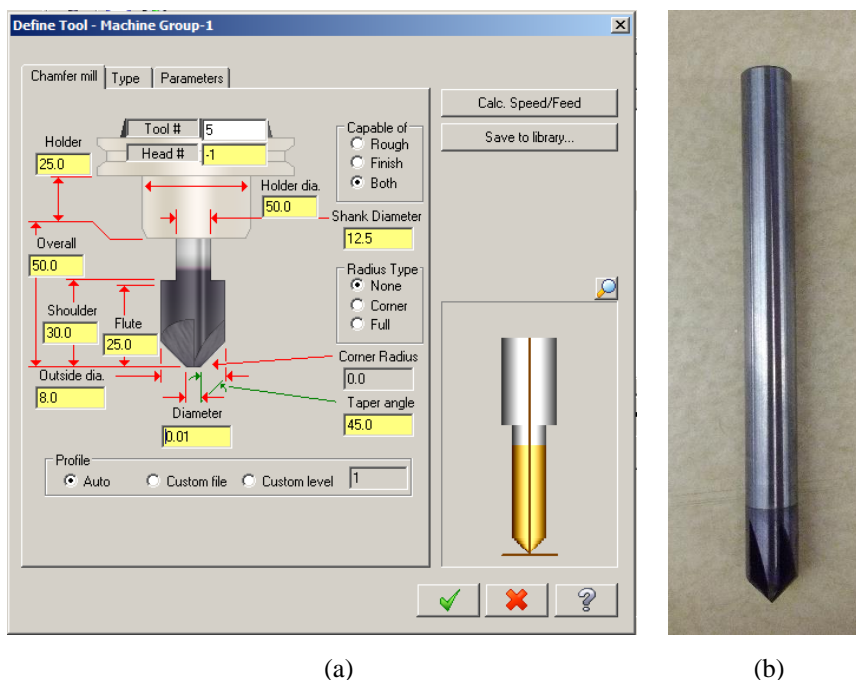 Define Tool - Machine Group-1
Chamfer mill Type Parameters
Calc. Speed/Feed
Save to library...
Tool # 5
Head # -1
Holder
25.0
Capable of
Rough
Finish
Both
Holder dia.
50.0
Shank Diameter
12.5
Overall
50.0
Radius Type
None
Corner
Full
Shoulder
30.0
Flute
25.0
Corner Radius
0.0
Outside dia.
8.0
Taper angle
45.0
Diameter
0.01
Profile
Auto Custom file Custom level 1
(a) (b)